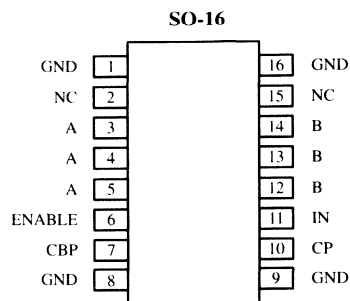 SO-16
GND 1 16 GND
NC 2 15 NC
A 3 14 B
A 4 13 B
A 5 12 B
ENABLE 6 11 IN
CBP 7 10 CP
GND 8 9 GND